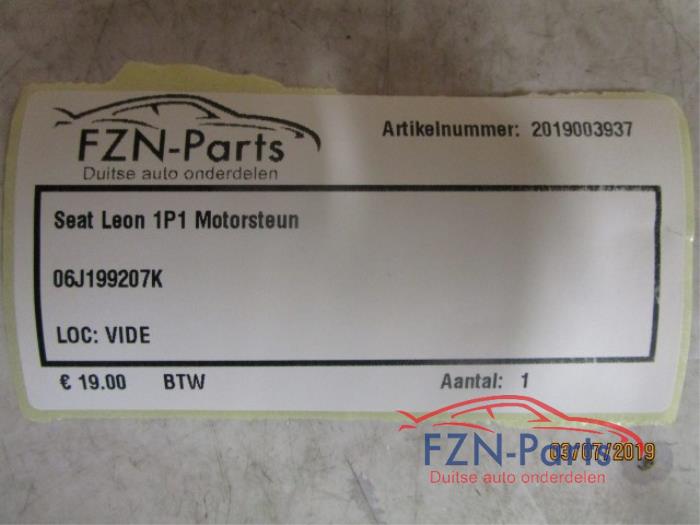 FZN-Parts
Duitse auto onderdelen
Artikelnummer: 2019003937
Seat Leon 1P1 Motorsteun
06J199207K
LOC: VIDE
€ 19.00 BTW Aantal: 1
FZN-Parts
03/07/2019
Duitse auto onderdelen